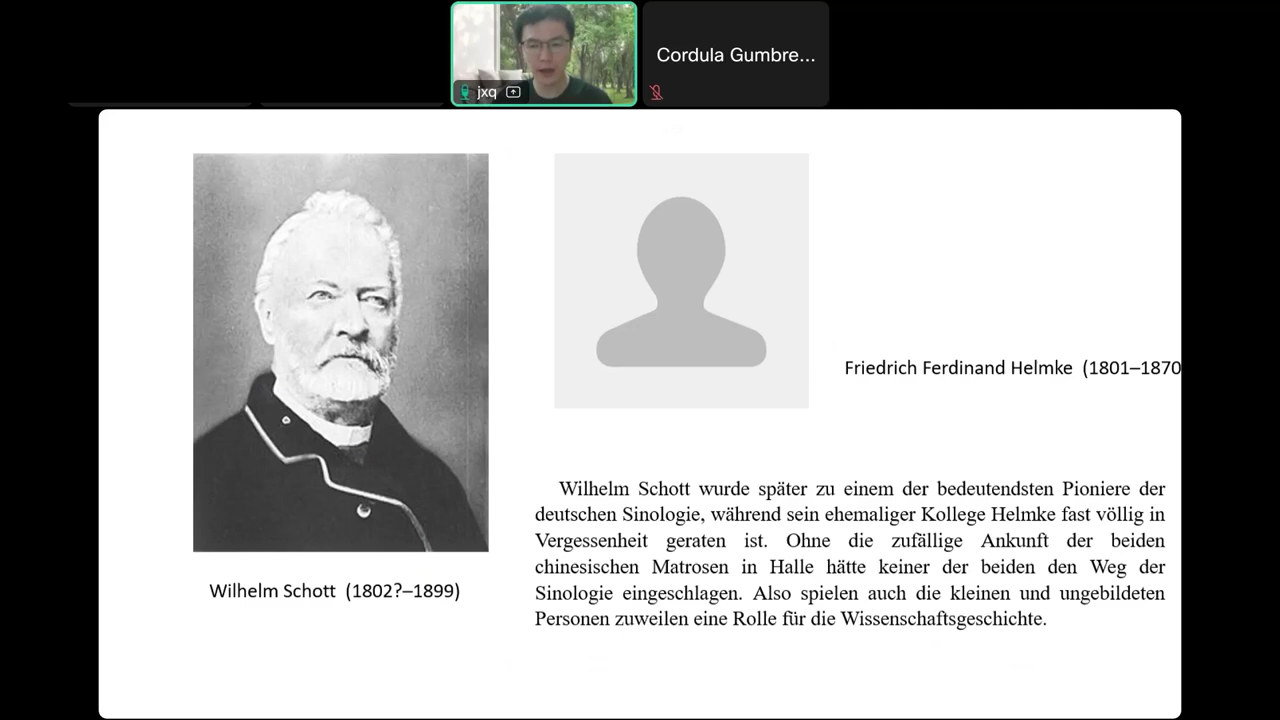 jxq
Cordula Gumbre...
Friedrich Ferdinand Helmke (1801–1870
Wilhelm Schott wurde später zu einem der bedeutendsten Pioniere der
deutschen Sinologie, während sein ehemaliger Kollege Helmke fast völlig in
Vergessenheit geraten ist. Ohne die zufällige Ankunft der beiden
chinesischen Matrosen in Halle hätte keiner der beiden den Weg der
Sinologie eingeschlagen. Also spielen auch die kleinen und ungebildeten
Personen zuweilen eine Rolle für die Wissenschaftsgeschichte.
Wilhelm Schott (1802?–1899)